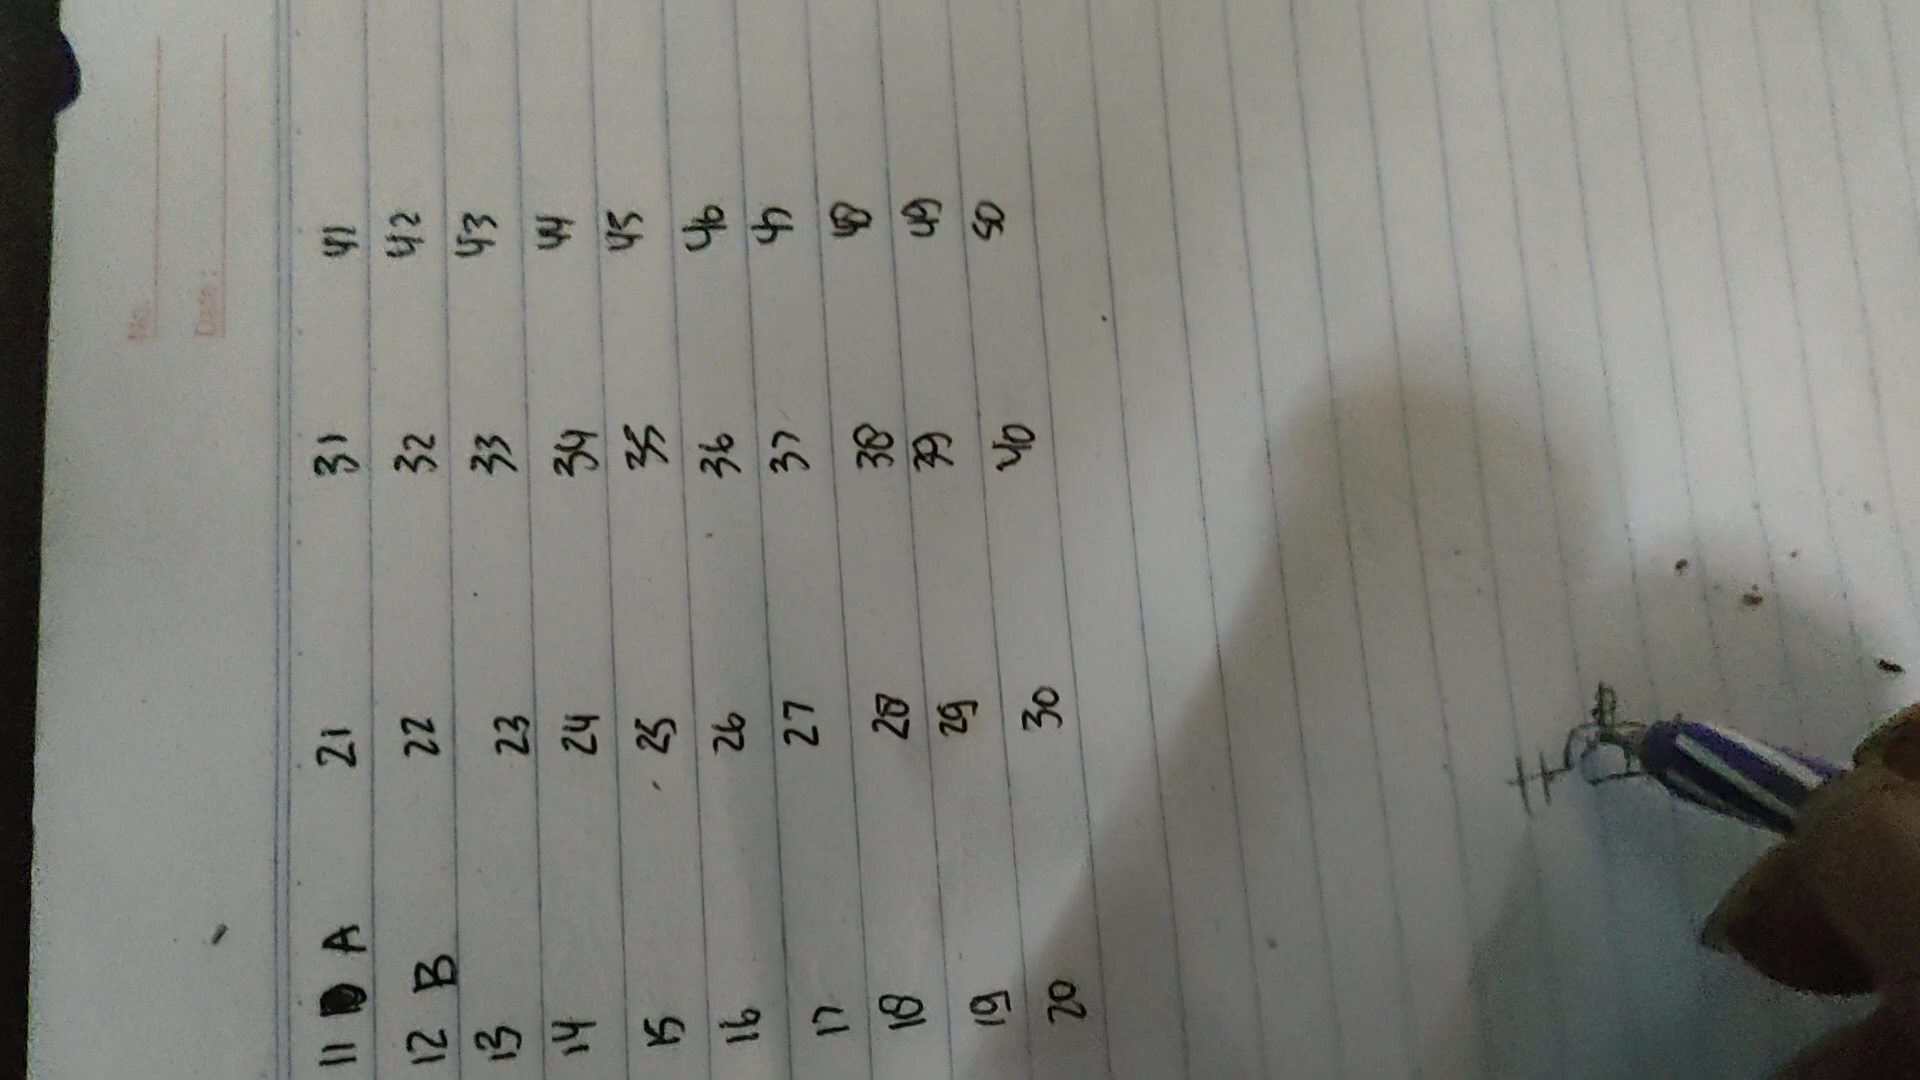 No.
Date:
11 A 21 31 41
12 B 22 32 42
13 23 33 43
14 24 34 44
15 25 35 45
16 26 36 46
17 27 37 47
18 28 38 48
19 29 39 49
20 30 40 50